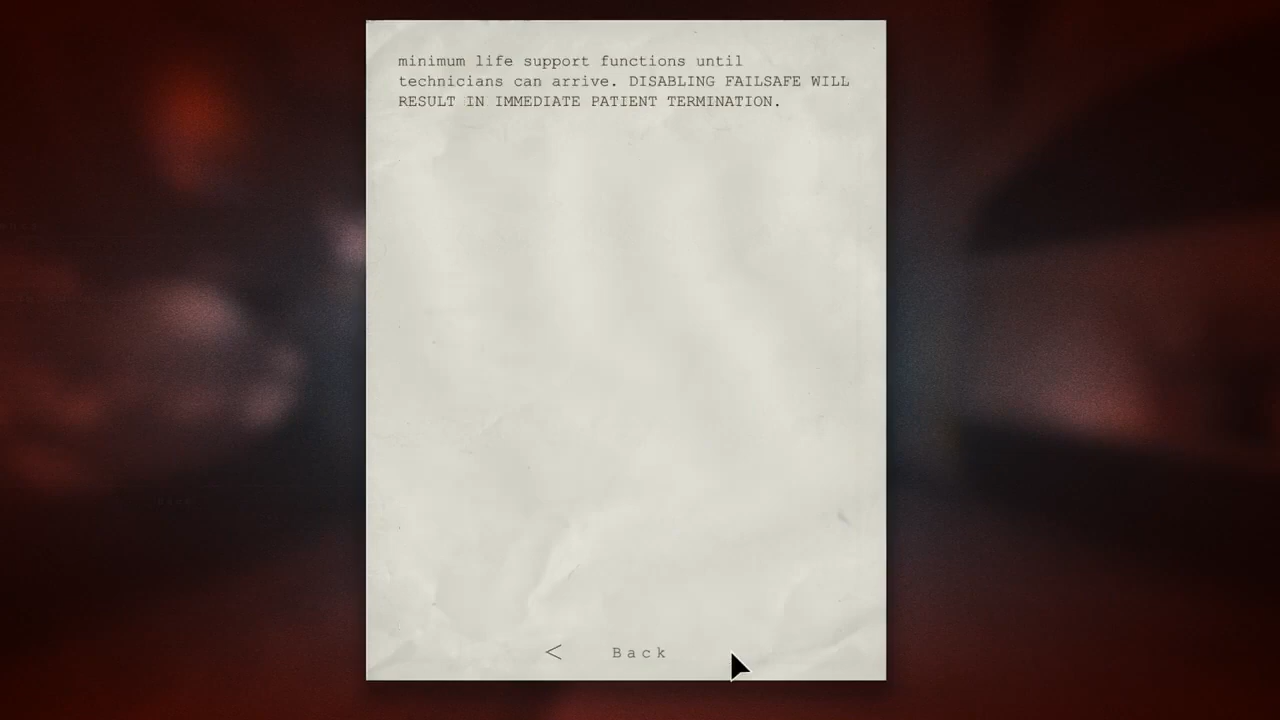 minimum life support functions until
technicians can arrive. DISABLING FAILSAFE WILL
RESULT IN IMMEDIATE PATIENT TERMINATION.
< Back